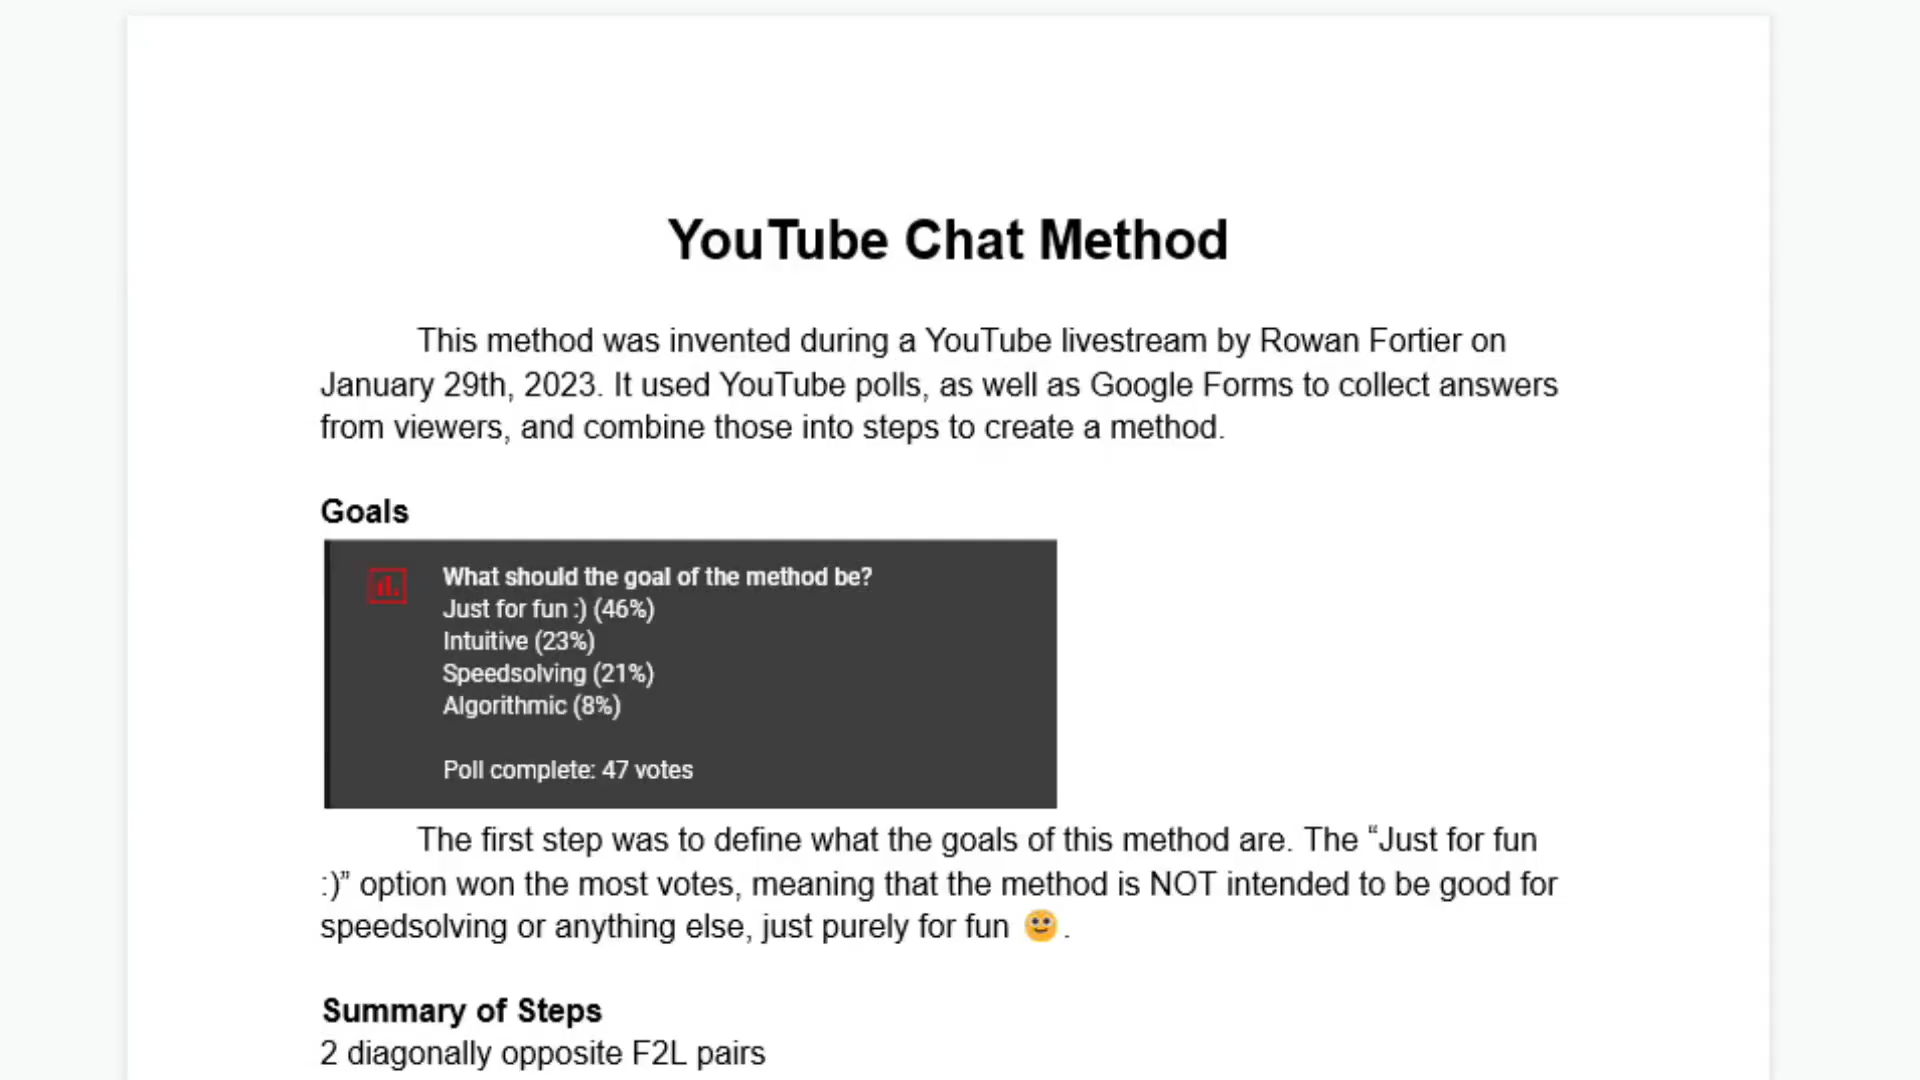 YouTube Chat Method
This method was invented during a YouTube livestream by Rowan Fortier on
January 29th, 2023. It used YouTube polls, as well as Google Forms to collect answers
from viewers, and combine those into steps to create a method.
Goals
What should the goal of the method be?
Just for fun :) (46%)
Intuitive (23%)
Speedsolving (21%)
Algorithmic (8%)
Poll complete: 47 votes
The first step was to define what the goals of this method are. The “Just for fun
:)” option won the most votes, meaning that the method is NOT intended to be good for
speedsolving or anything else, just purely for fun 🙂.
Summary of Steps
2 diagonally opposite F2L pairs